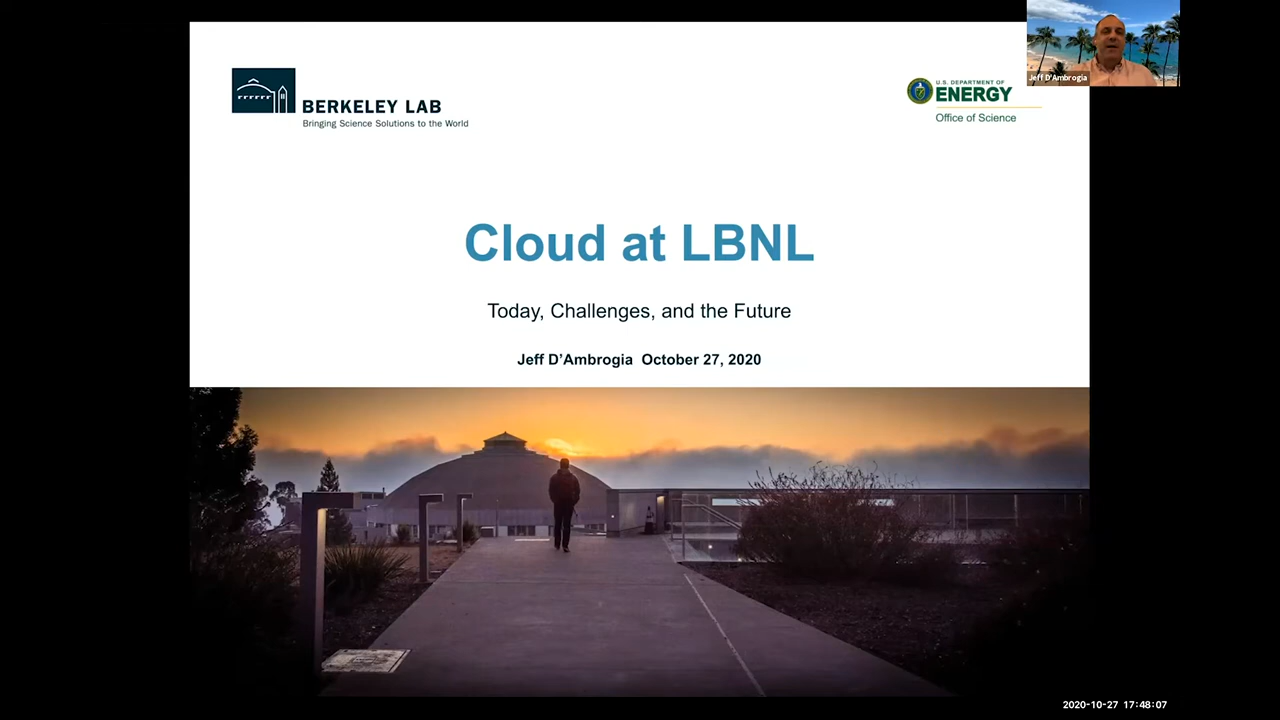 Jeff D'Ambrogia
BERKELEY LAB
Bringing Science Solutions to the World
U.S. DEPARTMENT OF
ENERGY
Office of Science
Cloud at LBNL
Today, Challenges, and the Future
Jeff D'Ambrogia October 27, 2020
2020-10-27 17:48:07